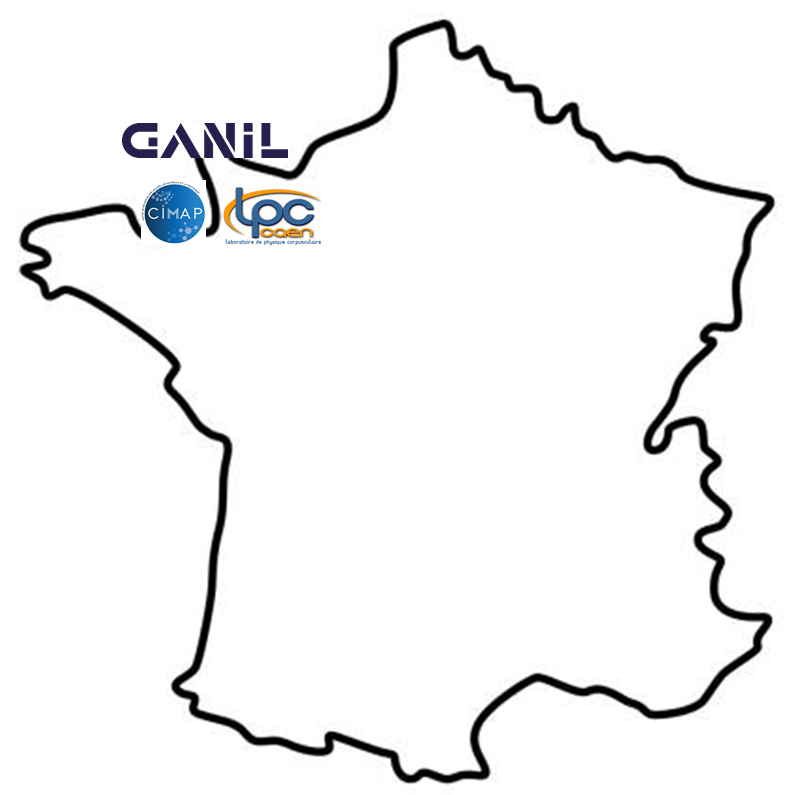 GANiL
CiMAP
LPC
caen
laboratoire de physique corpusculaire